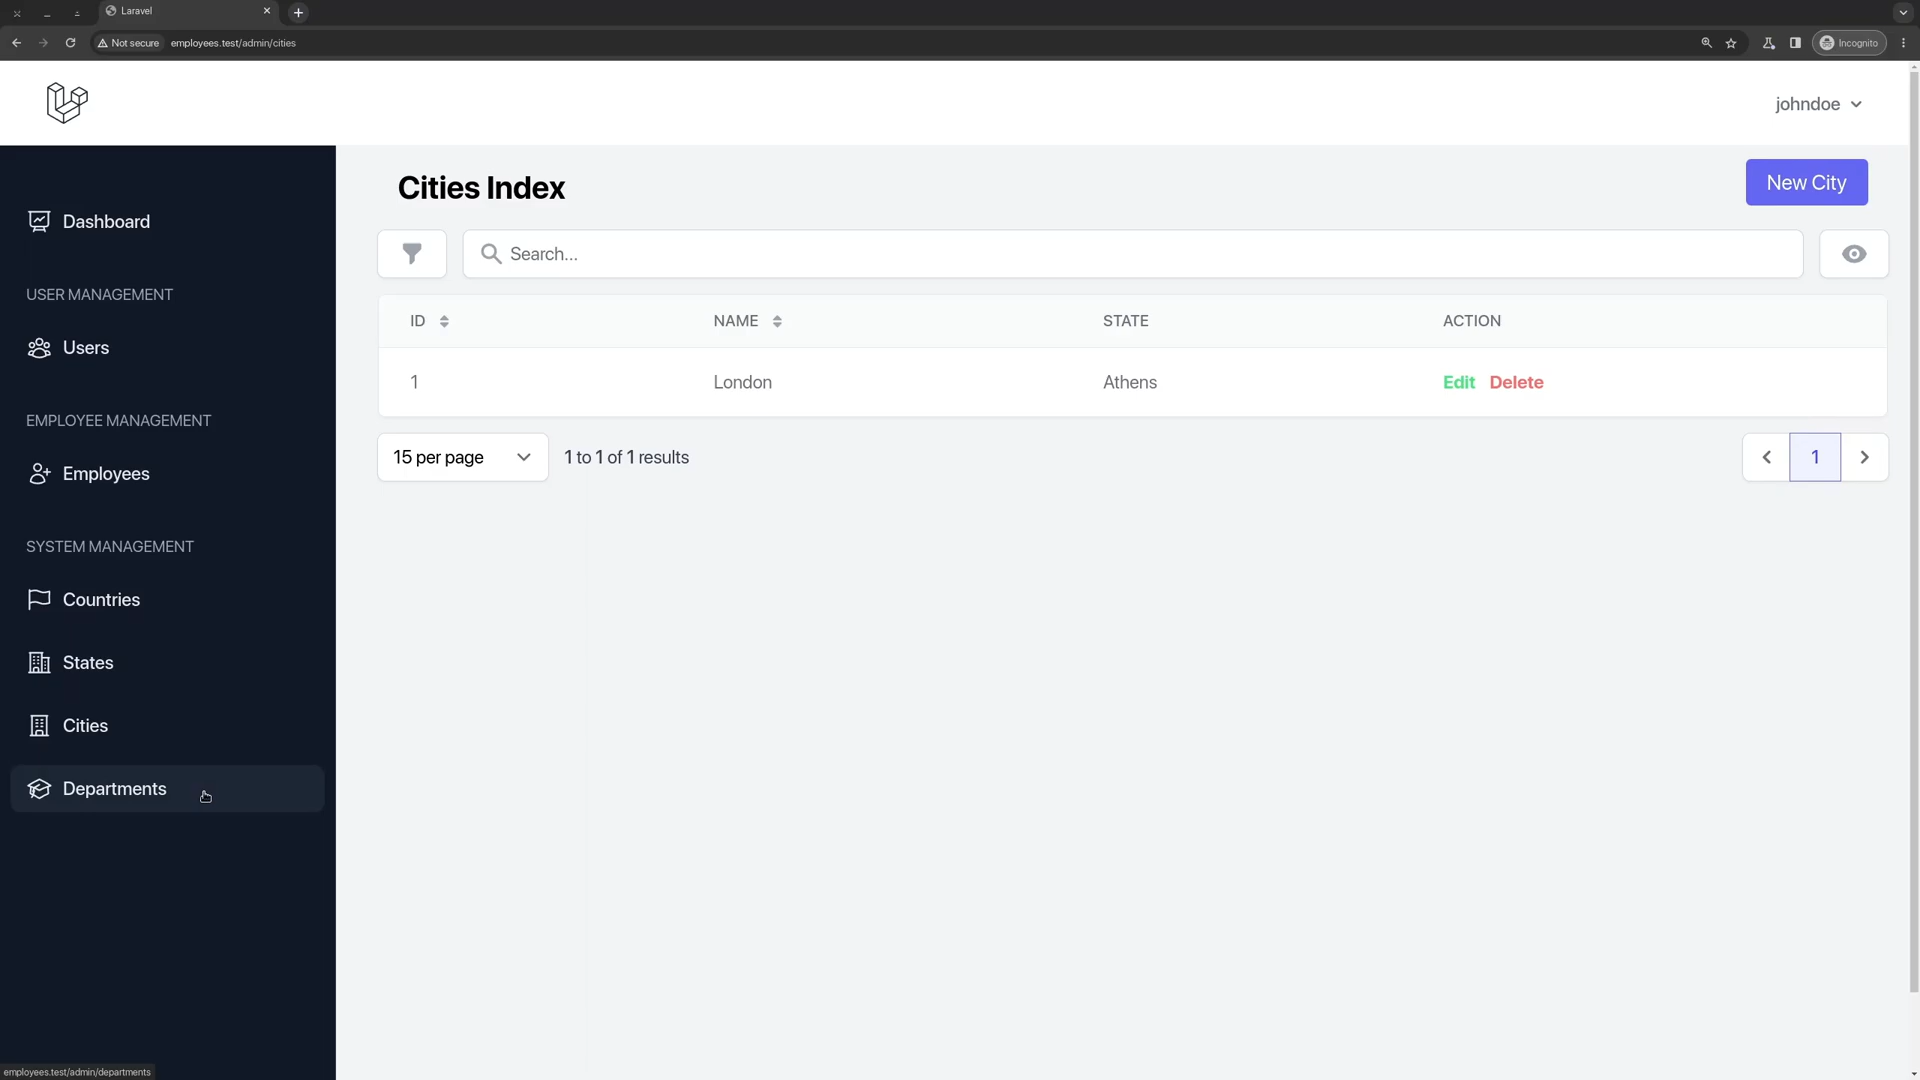 Laravel
Not secure employees.test/admin/cities Incognito
johndoe
Cities Index New City
Dashboard
Search...
USER MANAGEMENT
ID NAME STATE ACTION
Users
1 London Athens Edit Delete
EMPLOYEE MANAGEMENT
15 per page 1 to 1 of 1 results 1
Employees
SYSTEM MANAGEMENT
Countries
States
Cities
Departments
employees.test/admin/departments